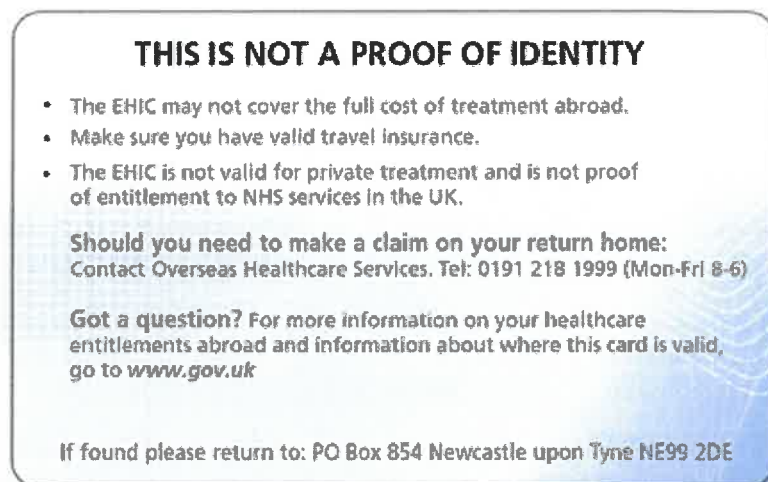 THIS IS NOT A PROOF OF IDENTITY
• The EHIC may not cover the full cost of treatment abroad.
• Make sure you have valid travel insurance.
• The EHIC is not valid for private treatment and is not proof
of entitlement to NHS services in the UK.
Should you need to make a claim on your return home:
Contact Overseas Healthcare Services. Tel: 0191 218 1999 (Mon-Fri 8-6)
Got a question? For more information on your healthcare
entitlements abroad and information about where this card is valid,
go to www.gov.uk
If found please return to: PO Box 854 Newcastle upon Tyne NE99 2DE